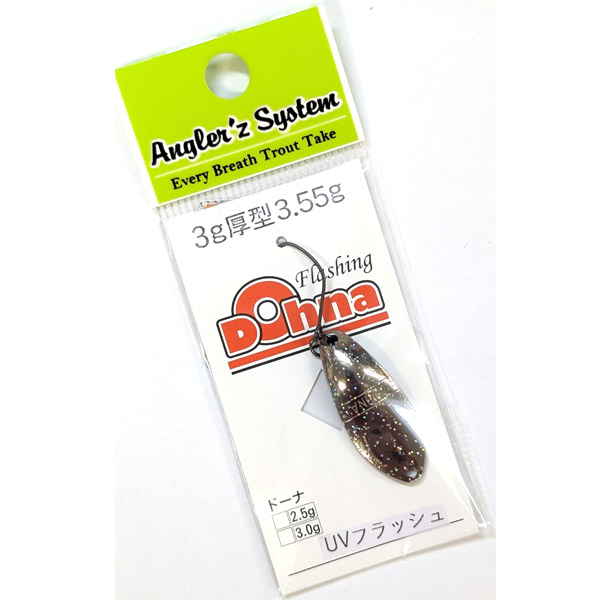 Angler'z System
Every Breath Trout Take
3g厚型3.55g
Flashing
Dohna
ドーナ
2.5g
3.0g
UVフラッシュ